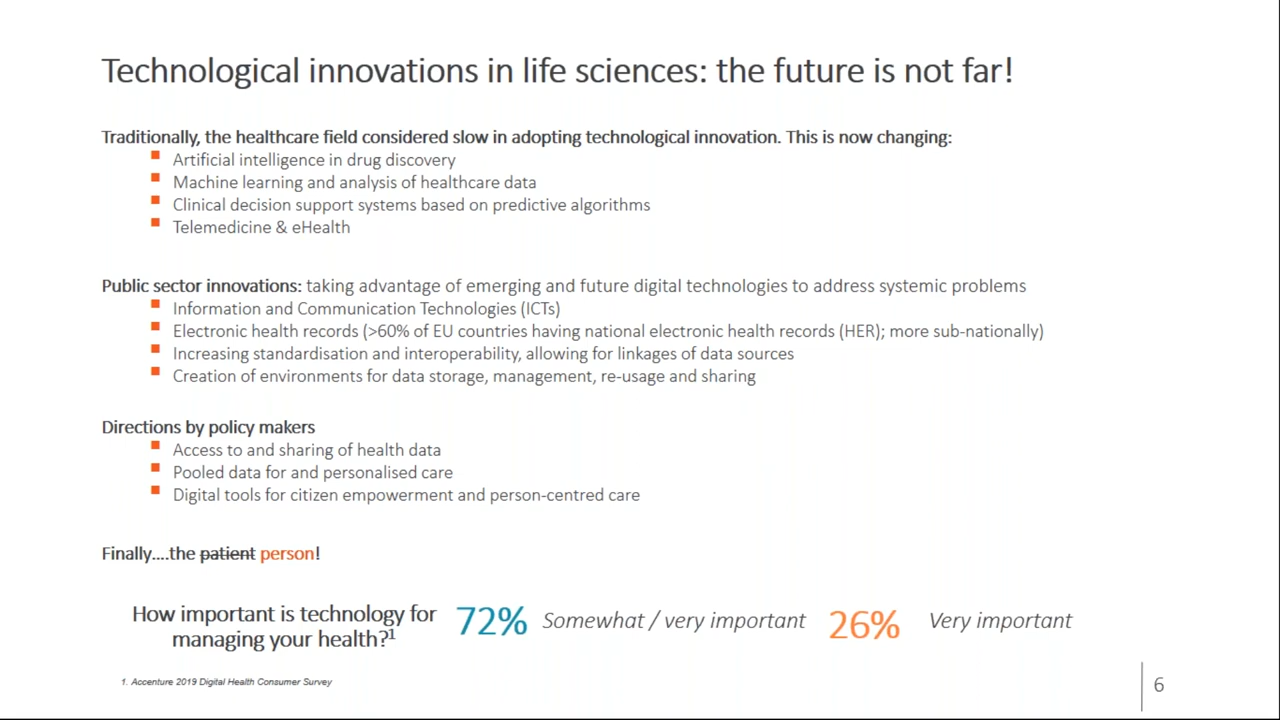 Technological innovations in life sciences: the future is not far!
Traditionally, the healthcare field considered slow in adopting technological innovation. This is now changing:
Artificial intelligence in drug discovery
Machine learning and analysis of healthcare data
Clinical decision support systems based on predictive algorithms
Telemedicine & eHealth
Public sector innovations: taking advantage of emerging and future digital technologies to address systemic problems
Information and Communication Technologies (ICTs)
Electronic health records (>60% of EU countries having national electronic health records (HER); more sub-nationally)
Increasing standardisation and interoperability, allowing for linkages of data sources
Creation of environments for data storage, management, re-usage and sharing
Directions by policy makers
Access to and sharing of health data
Pooled data for and personalised care
Digital tools for citizen empowerment and person-centred care
Finally....the patient person!
How important is technology for
managing your health?¹
72% Somewhat / very important 26% Very important
1. Accenture 2019 Digital Health Consumer Survey
6